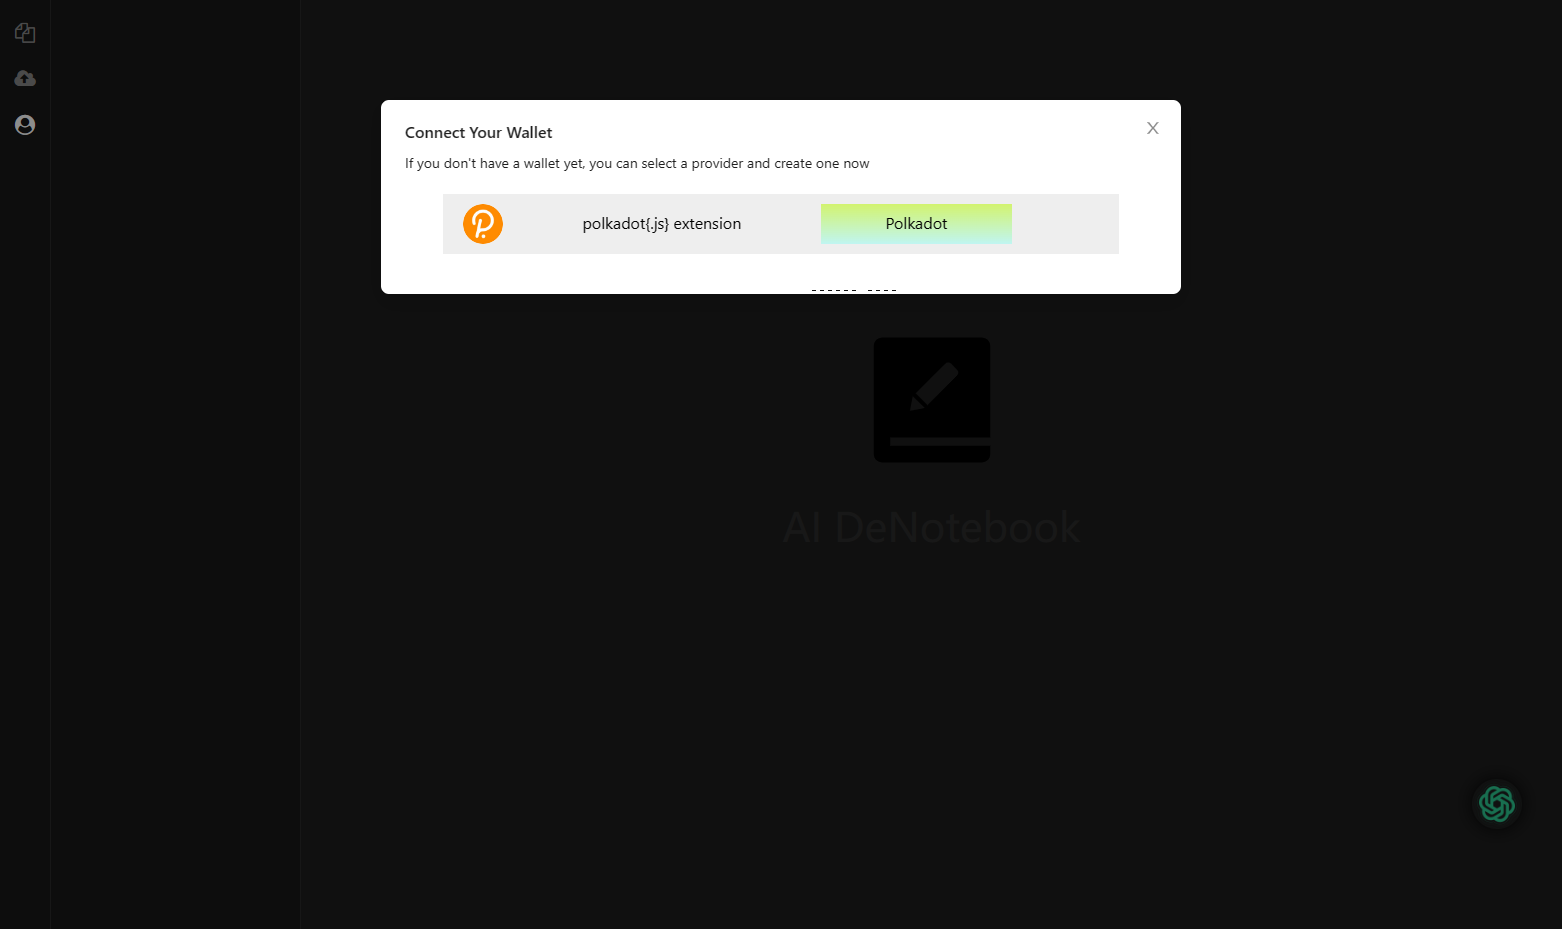 Connect Your Wallet
If you don't have a wallet yet, you can select a provider and create one now
polkadot{.js} extension
Polkadot
AI DeNotebook